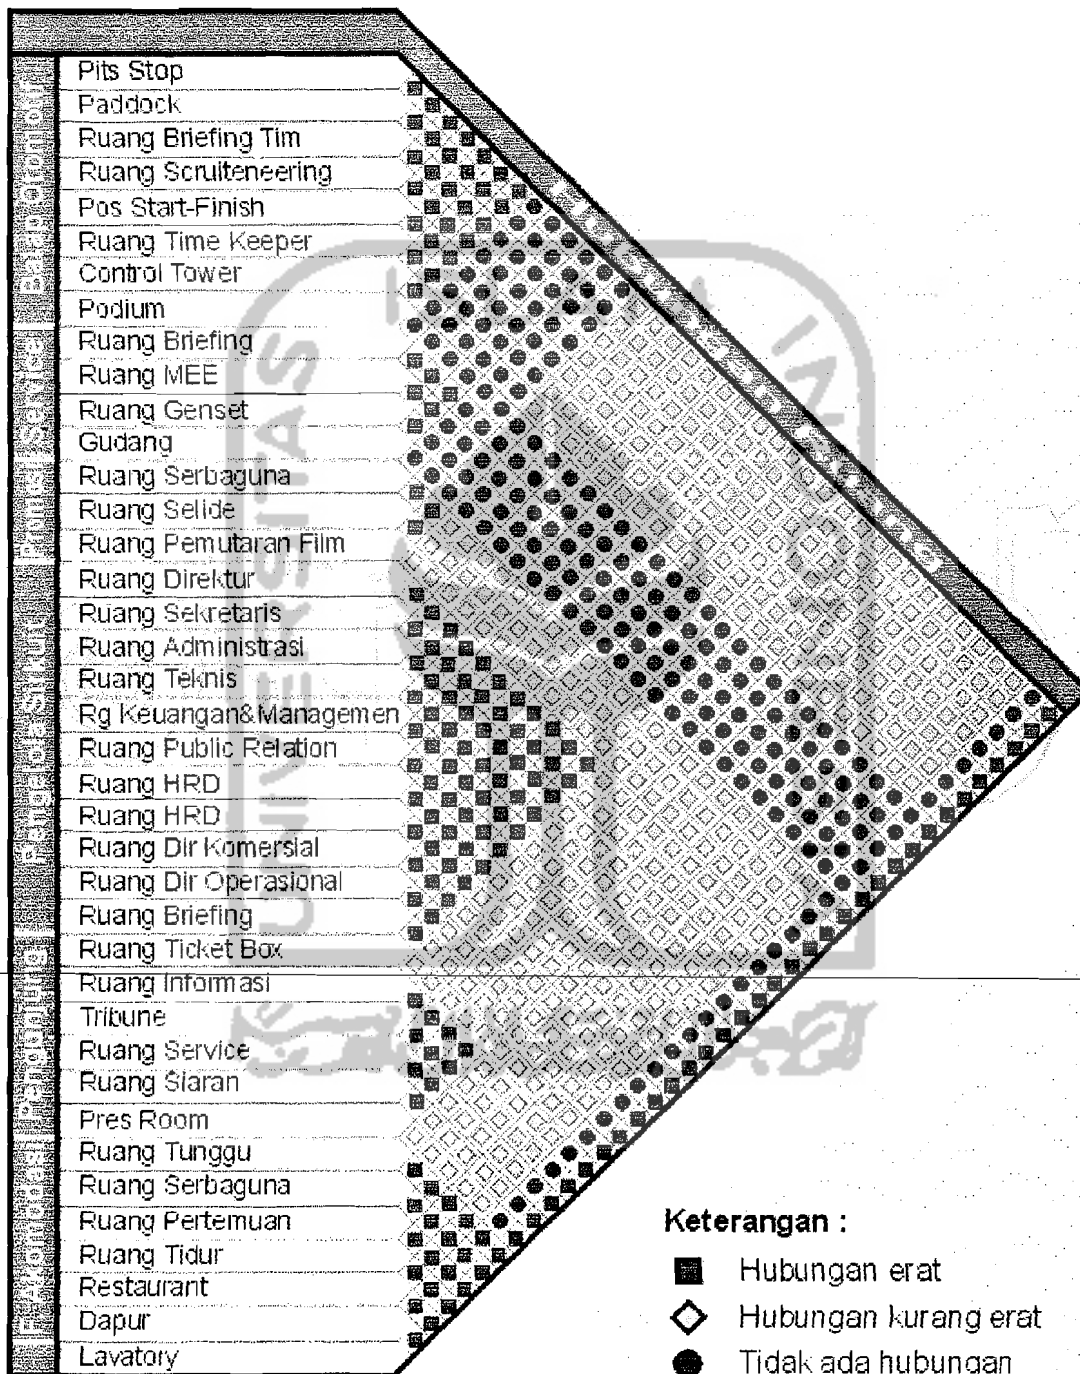 Pits Stop
Paddock
Ruang Briefing Tim
Ruang Scruiteneering
Pos Start-Finish
Ruang Time Keeper
Control Tower
Podium
Ruang Briefing
Ruang MEE
Ruang Genset
Gudang
Ruang Serbaguna
Ruang Selide
Ruang Pemutaran Film
Ruang Direktur
Ruang Sekretaris
Ruang Administrasi
Ruang Teknis
Rg Keuangan&Managemen
Ruang Public Relation
Ruang HRD
Ruang HRD
Ruang Dir Komersial
Ruang Dir Operasional
Ruang Briefing
Ruang Ticket Box
Ruang Informasi
Tribune
Ruang Service
Ruang Siaran
Pres Room
Ruang Tunggu
Ruang Serbaguna
Ruang Pertemuan
Ruang Tidur
Restaurant
Dapur
Lavatory
UNIVERSITAS
Keterangan :
Hubungan erat
Hubungan kurang erat
Tidak ada hubungan